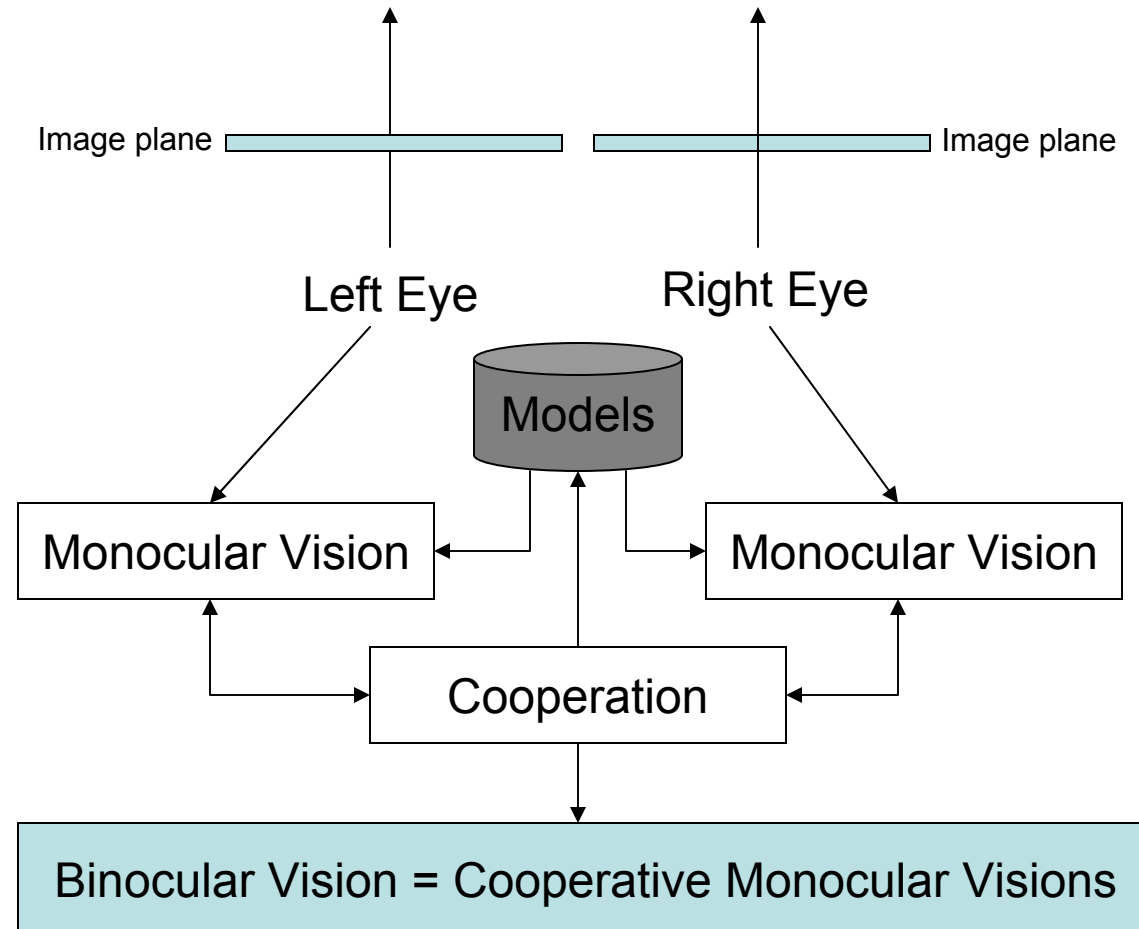 Image plane
Image plane
Left Eye
Right Eye
Models
Monocular Vision
Monocular Vision
Cooperation
Binocular Vision = Cooperative Monocular Visions